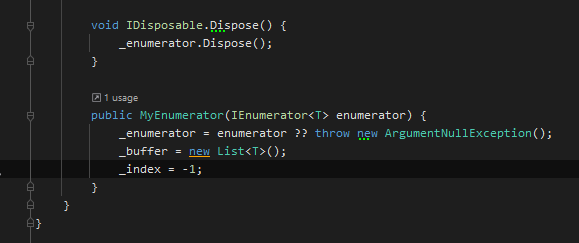 void IDisposable.Dispose() {
_enumerator.Dispose();
}
1 usage
public MyEnumerator(IEnumerator<T> enumerator) {
_enumerator = enumerator ?? throw new ArgumentNullException();
_buffer = new List<T>();
_index = -1;
}
}
}